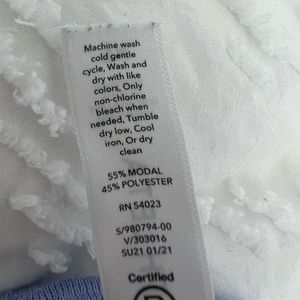 Machine wash
cold gentle
cycle, Wash and
dry with like
colors, Only
non-chlorine
bleach when
needed, Tumble
dry low, Cool
iron, Or dry
clean
55% MODAL
45% POLYESTER
RN 54023
S/980794-00
V/303016
SU21 01/21
Certified